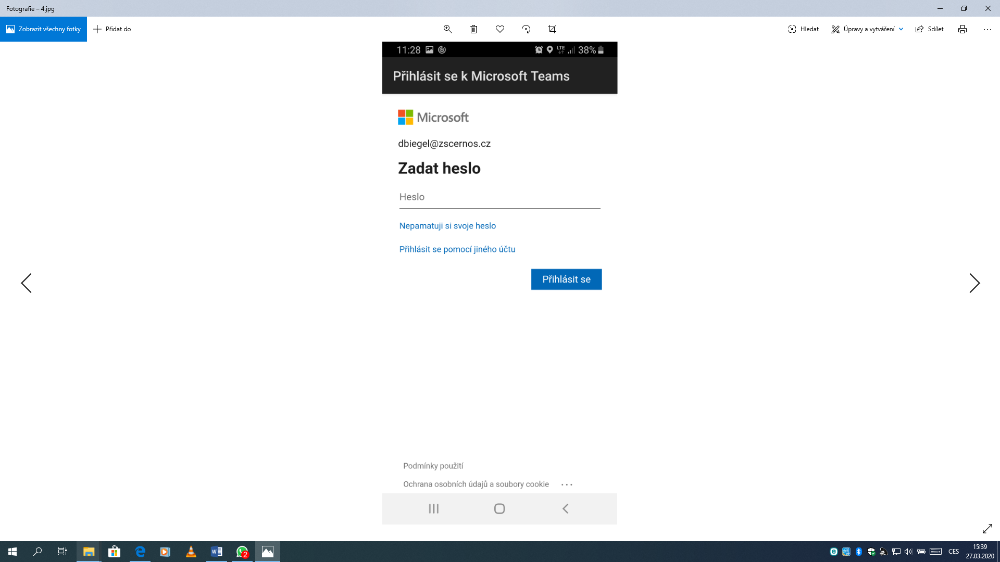 Fotografie – 4.jpg
Zobrazit všechny fotky
Přidat do
Hledat
Úpravy a vytváření
Sdílet
11:28
LTE
38%
Přihlásit se k Microsoft Teams
Microsoft
dbiegel@zscernos.cz
Zadat heslo
Heslo
Nepamatuji si svoje heslo
Přihlásit se pomocí jiného účtu
Přihlásit se
Podmínky použití
Ochrana osobních údajů a soubory cookie
2
CES
15:39
27.03.2020